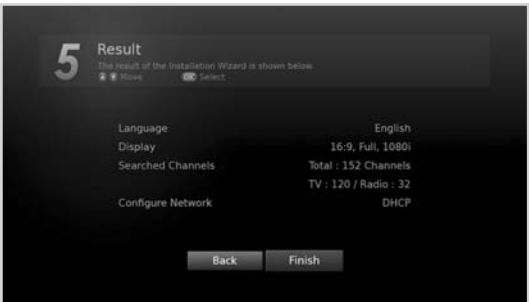 5 Result
The result of the Installation Wizard is shown below
Move OK Select
Language English
Display 16:9, Full, 1080i
Searched Channels Total : 152 Channels
TV : 120 / Radio : 32
Configure Network DHCP
Back Finish